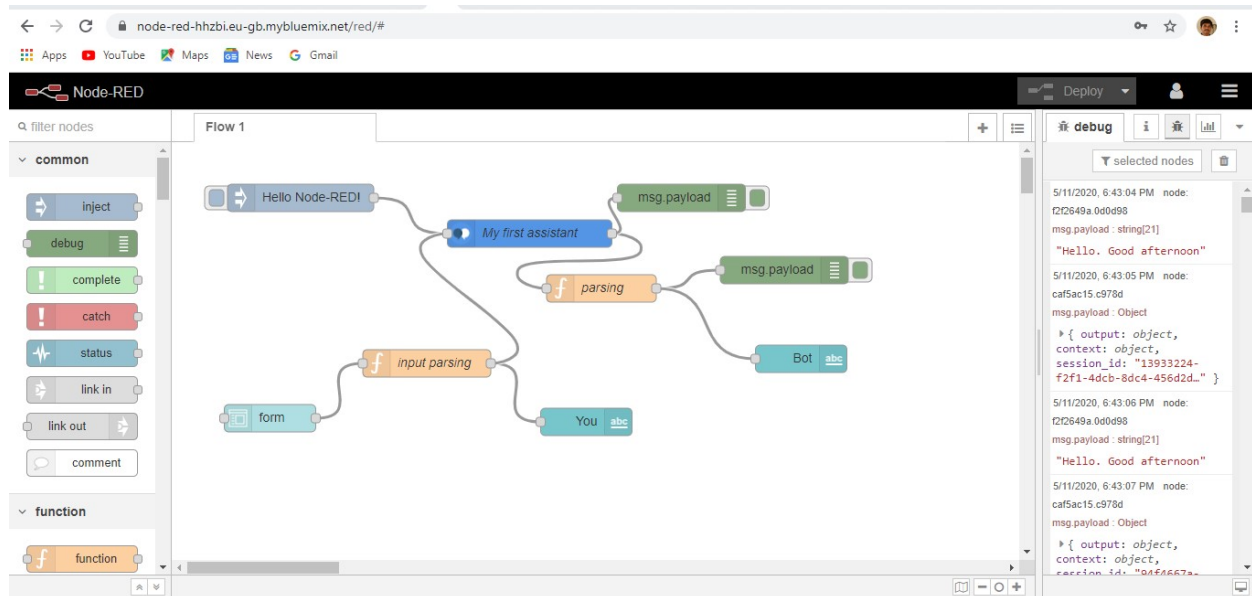 node-red-hhzbi.eu-gb.mybluemix.net/red/#
Apps YouTube Maps GE News G Gmail
Node-RED Deploy
filter nodes
Flow 1
debug i
common
selected nodes
inject
debug
complete
catch
status
link in
link out
comment
function
function
Hello Node-RED!
msg.payload
My first assistant
msg.payload
parsing
input parsing
Bot abc
form
You abc
5/11/2020, 6:43:04 PM node:
f2f2649a.0d0d98
msg.payload : string[21]
"Hello. Good afternoon"
5/11/2020, 6:43:05 PM node:
caf5ac15.c978d
msg.payload : Object
{ output: object,
context: object,
session_id: "13933224-
f2f1-4dcb-8dc4-456d2d…" }
5/11/2020, 6:43:06 PM node:
f2f2649a.0d0d98
msg.payload : string[21]
"Hello. Good afternoon"
5/11/2020, 6:43:07 PM node:
caf5ac15.c978d
msg.payload : Object
{ output: object,
context: object,
session_id: "94f4667a-